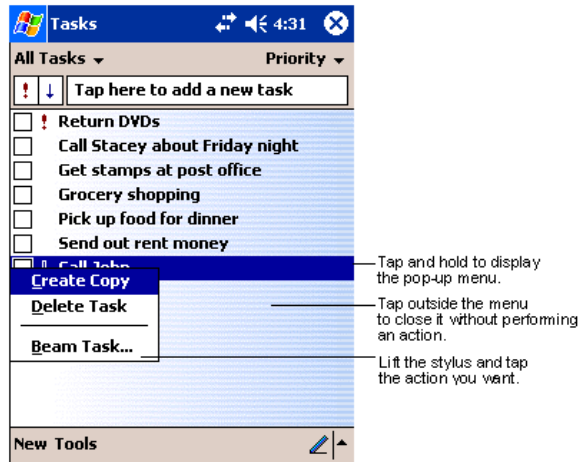 Tasks 4:31
All Tasks Priority
! ↓ Tap here to add a new task
! Return DVDs
Call Stacey about Friday night
Get stamps at post office
Grocery shopping
Pick up food for dinner
Send out rent money
Call John
Create Copy
Delete Task
Beam Task...
Tap and hold to display
the pop-up menu.
Tap outside the menu
to close it without performing
an action.
Lift the stylus and tap
the action you want.
New Tools